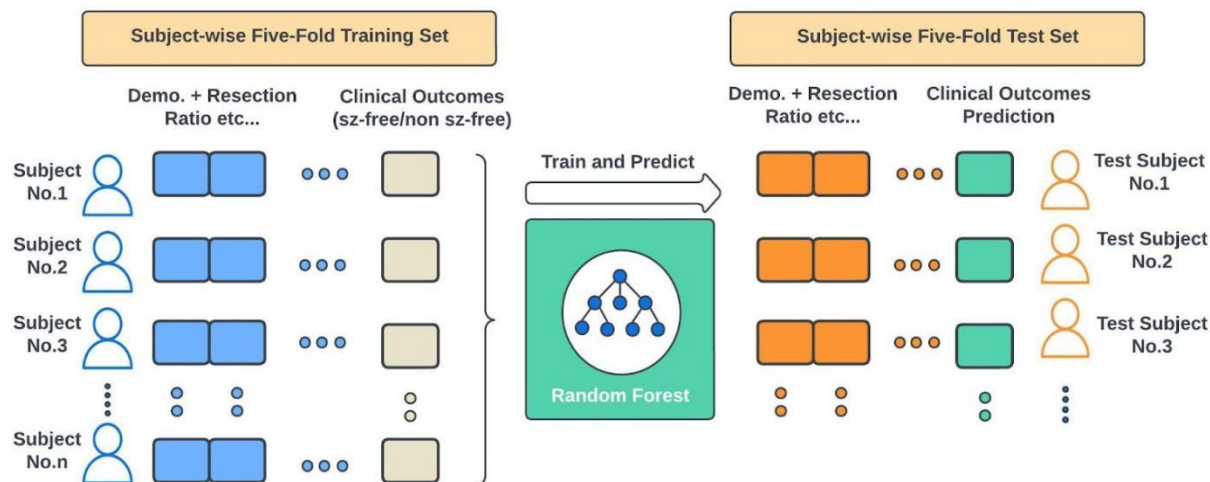 Subject-wise Five-Fold Training Set
Subject-wise Five-Fold Test Set
Demo. + Resection
Ratio etc...
Clinical Outcomes
(sz-free/non sz-free)
Demo. + Resection
Ratio etc...
Clinical Outcomes
Prediction
Subject
No.1
Subject
No.2
Subject
No.3
Subject
No.n
Train and Predict
Random Forest
Test Subject
No.1
Test Subject
No.2
Test Subject
No.3